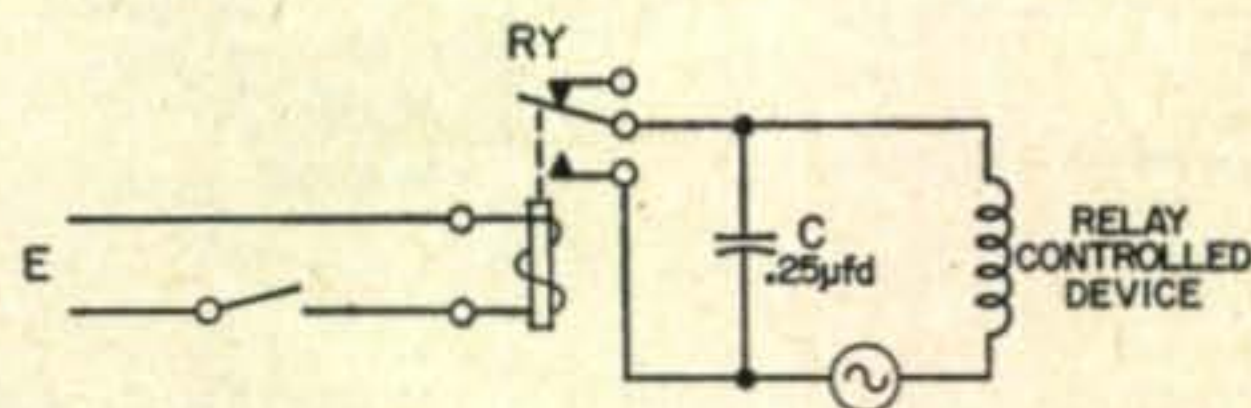 RY
E
C
.25µfd
RELAY
CONTROLLED
DEVICE